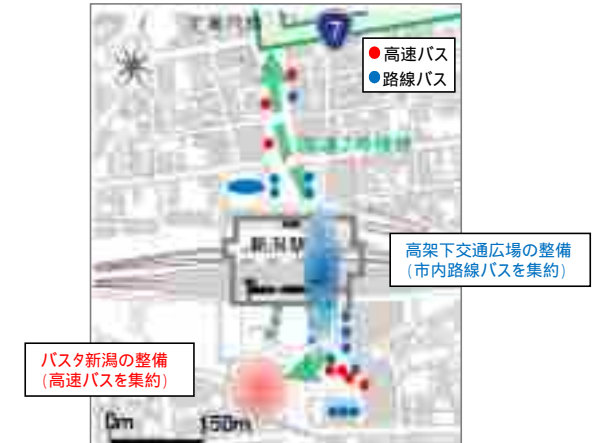 7
高速バス
路線バス
新潟駅
高架下交通広場の整備
(市内路線バスを集約)
バスタ新潟の整備
(高速バスを集約)
0m 150m